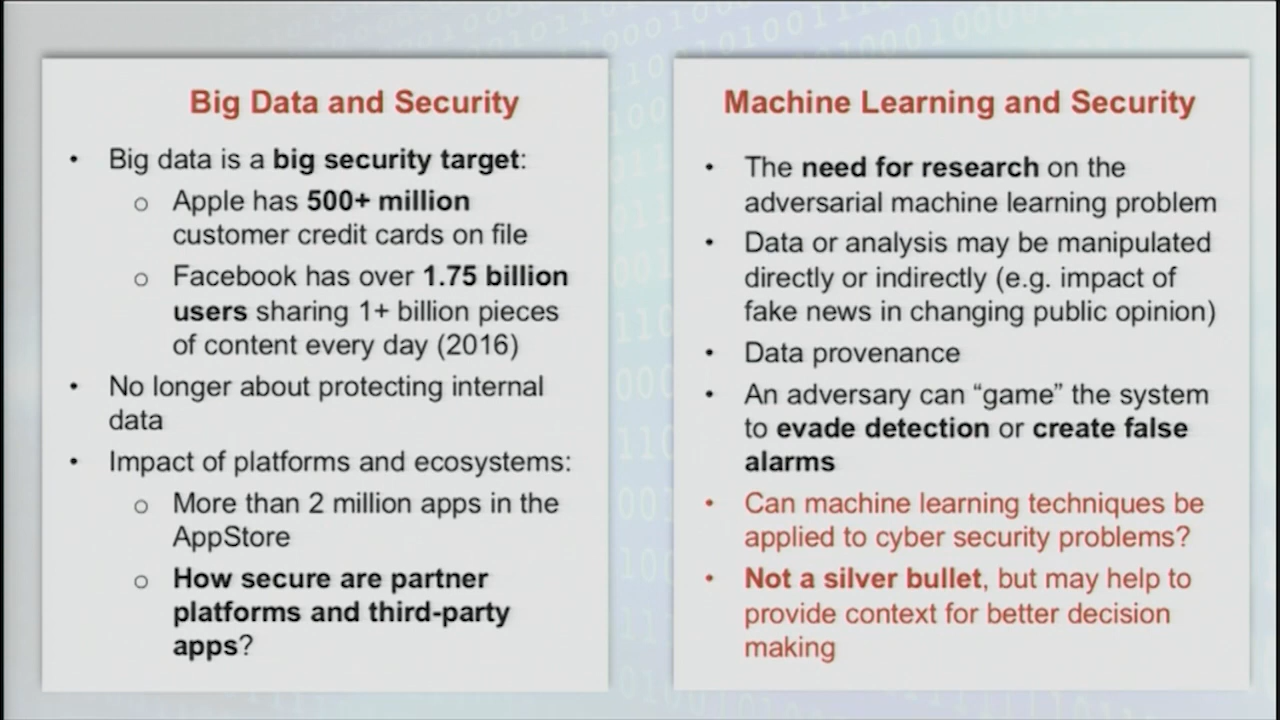 Big Data and Security
• Big data is a big security target:
o Apple has 500+ million
customer credit cards on file
o Facebook has over 1.75 billion
users sharing 1+ billion pieces
of content every day (2016)
• No longer about protecting internal
data
• Impact of platforms and ecosystems:
o More than 2 million apps in the
AppStore
o How secure are partner
platforms and third-party
apps?
Machine Learning and Security
• The need for research on the
adversarial machine learning problem
• Data or analysis may be manipulated
directly or indirectly (e.g. impact of
fake news in changing public opinion)
• Data provenance
• An adversary can “game” the system
to evade detection or create false
alarms
• Can machine learning techniques be
applied to cyber security problems?
• Not a silver bullet, but may help to
provide context for better decision
making